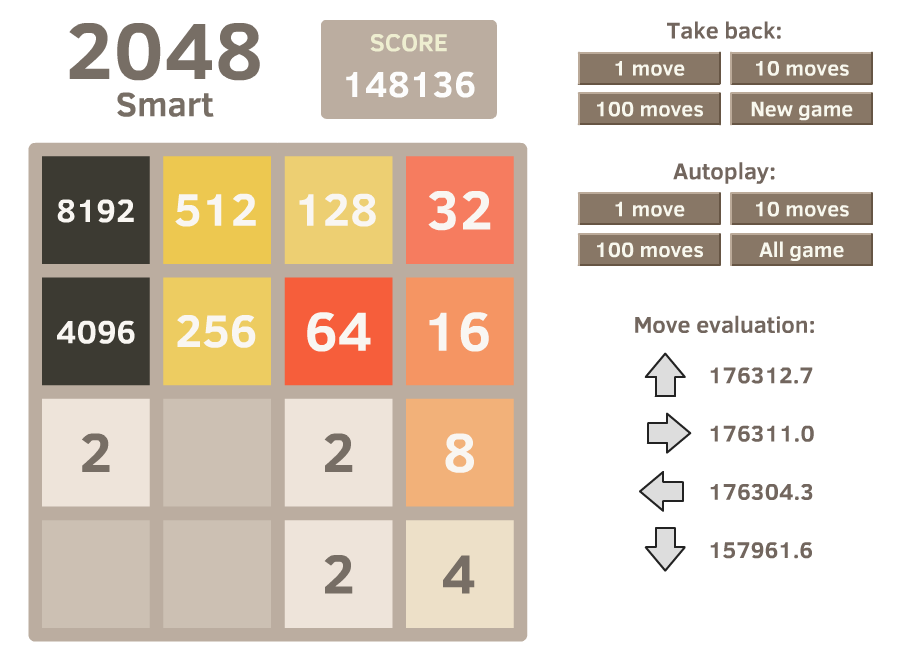 2048
Smart
SCORE
148136
8192 512 128 32
4096 256 64 16
2 2 8
2 4
Take back:
1 move 10 moves
100 moves New game
Autoplay:
1 move 10 moves
100 moves All game
Move evaluation:
176312.7
176311.0
176304.3
157961.6